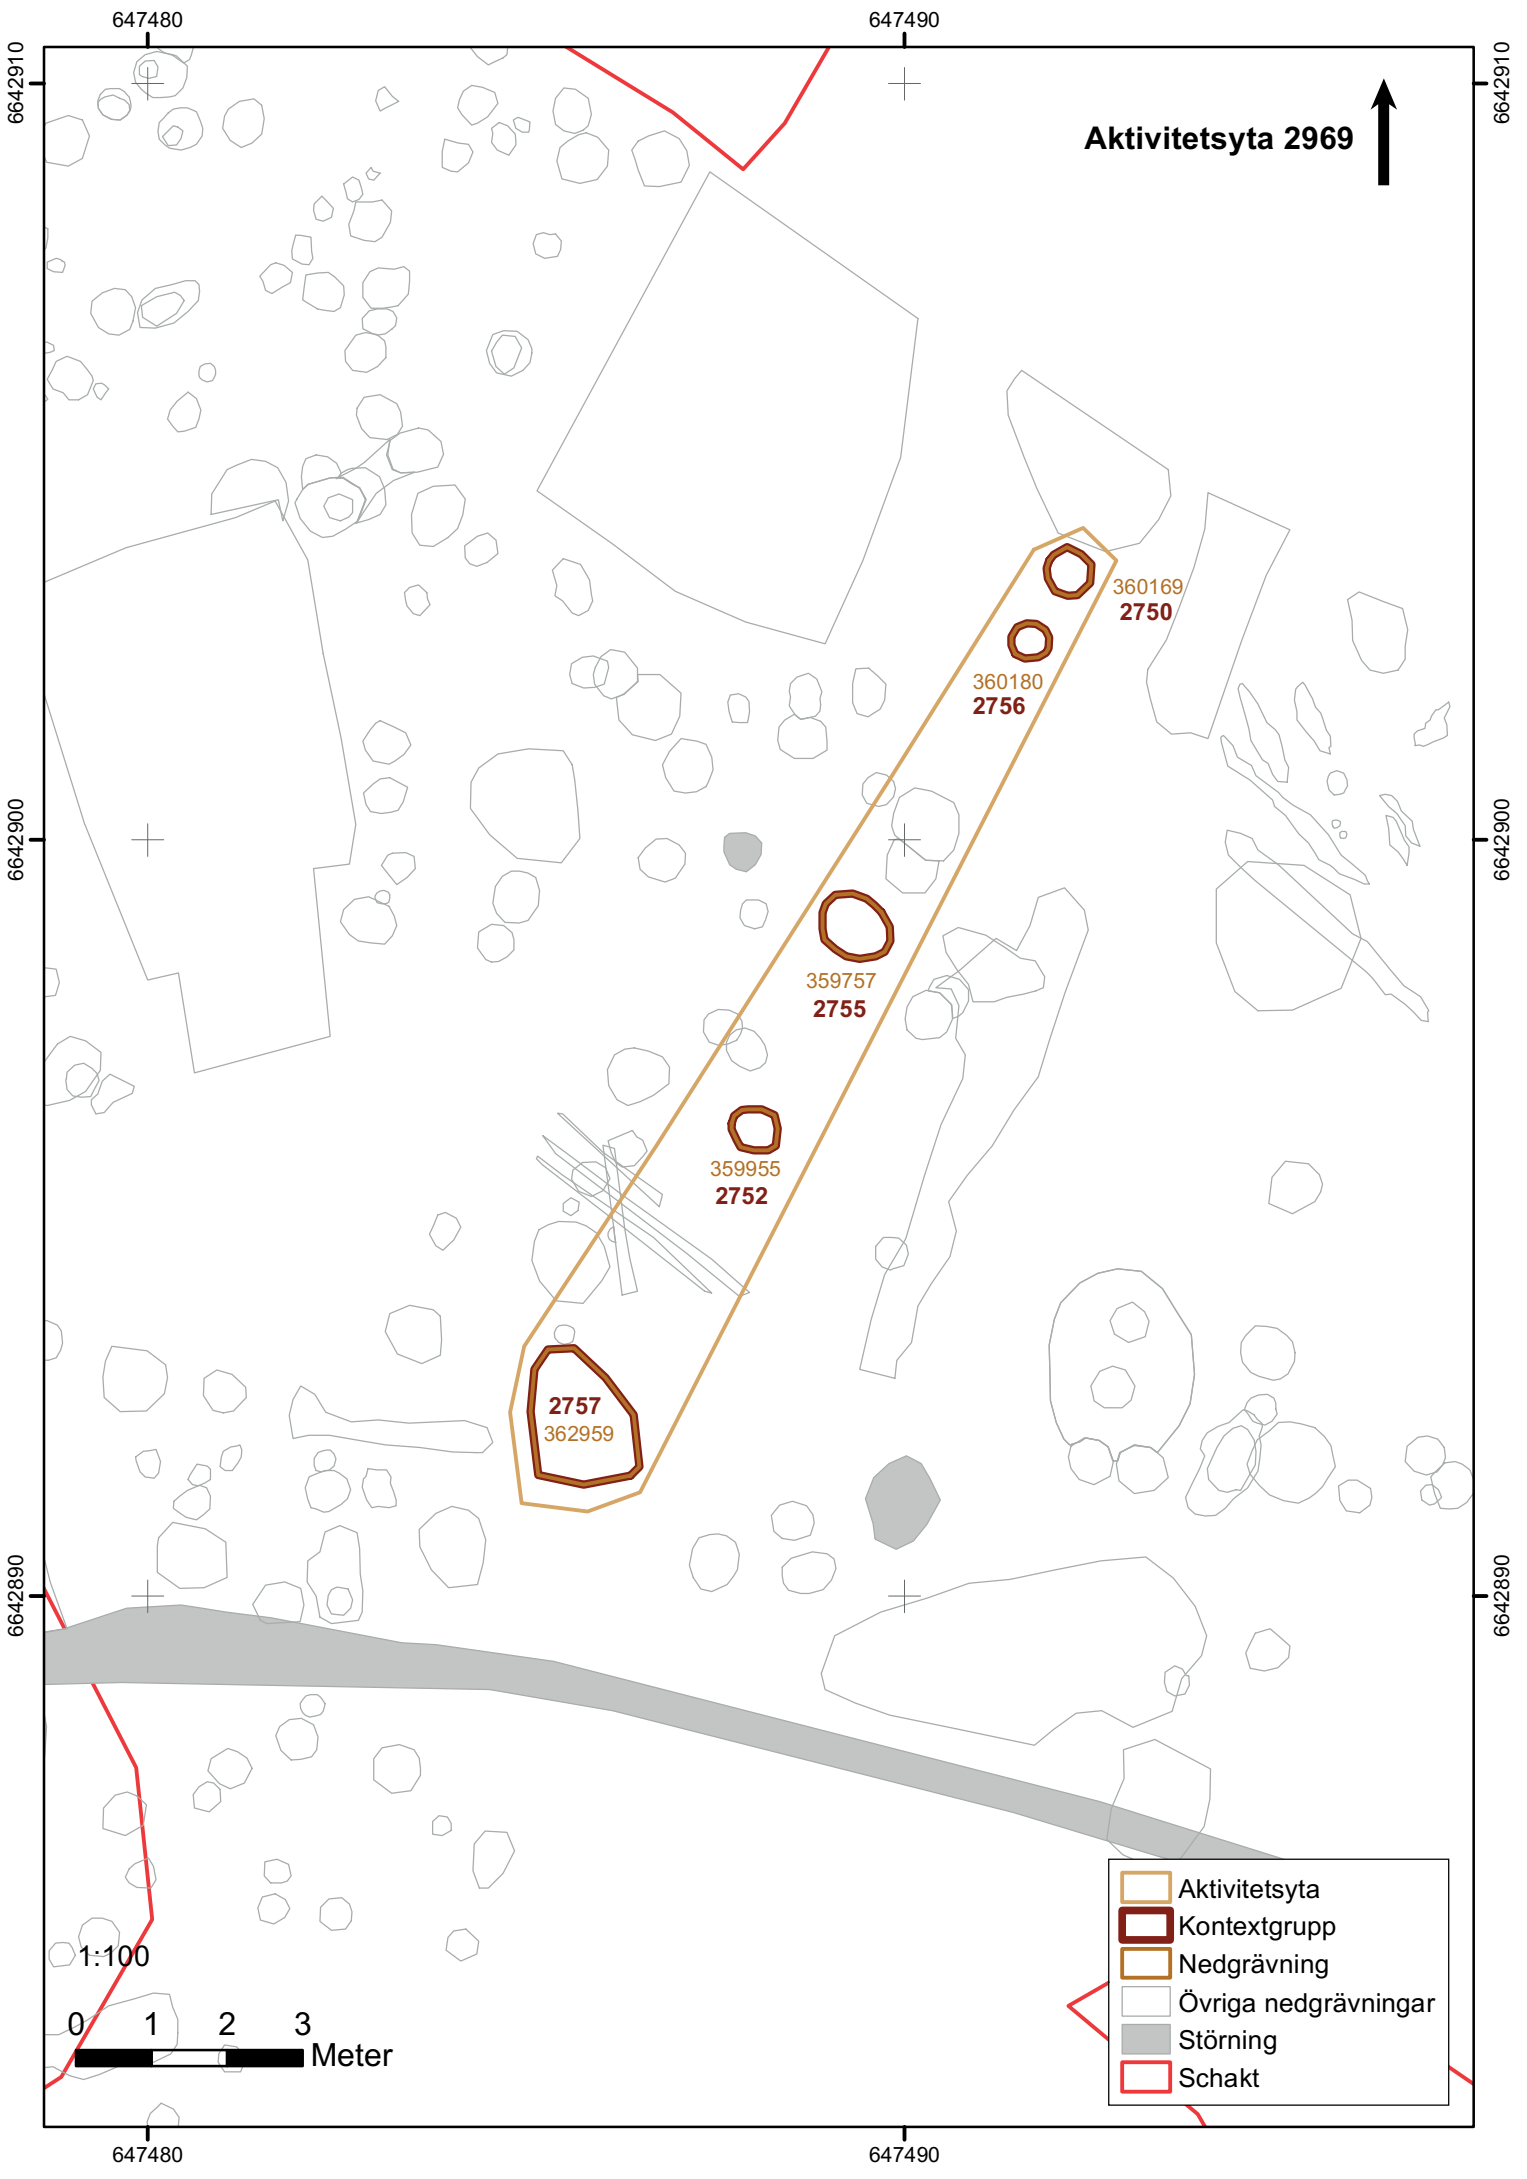 647480
647490
6642910
6642910
Aktivitetsyta 2969
360169
2750
360180
2756
6642900
6642900
359757
2755
359955
2752
2757
362959
6642890
6642890
Aktivitetsyta
Kontextgrupp
Nedgrävning
Övriga nedgrävningar
Störning
Schakt
1:100
0 1 2 3
Meter
647480
647490